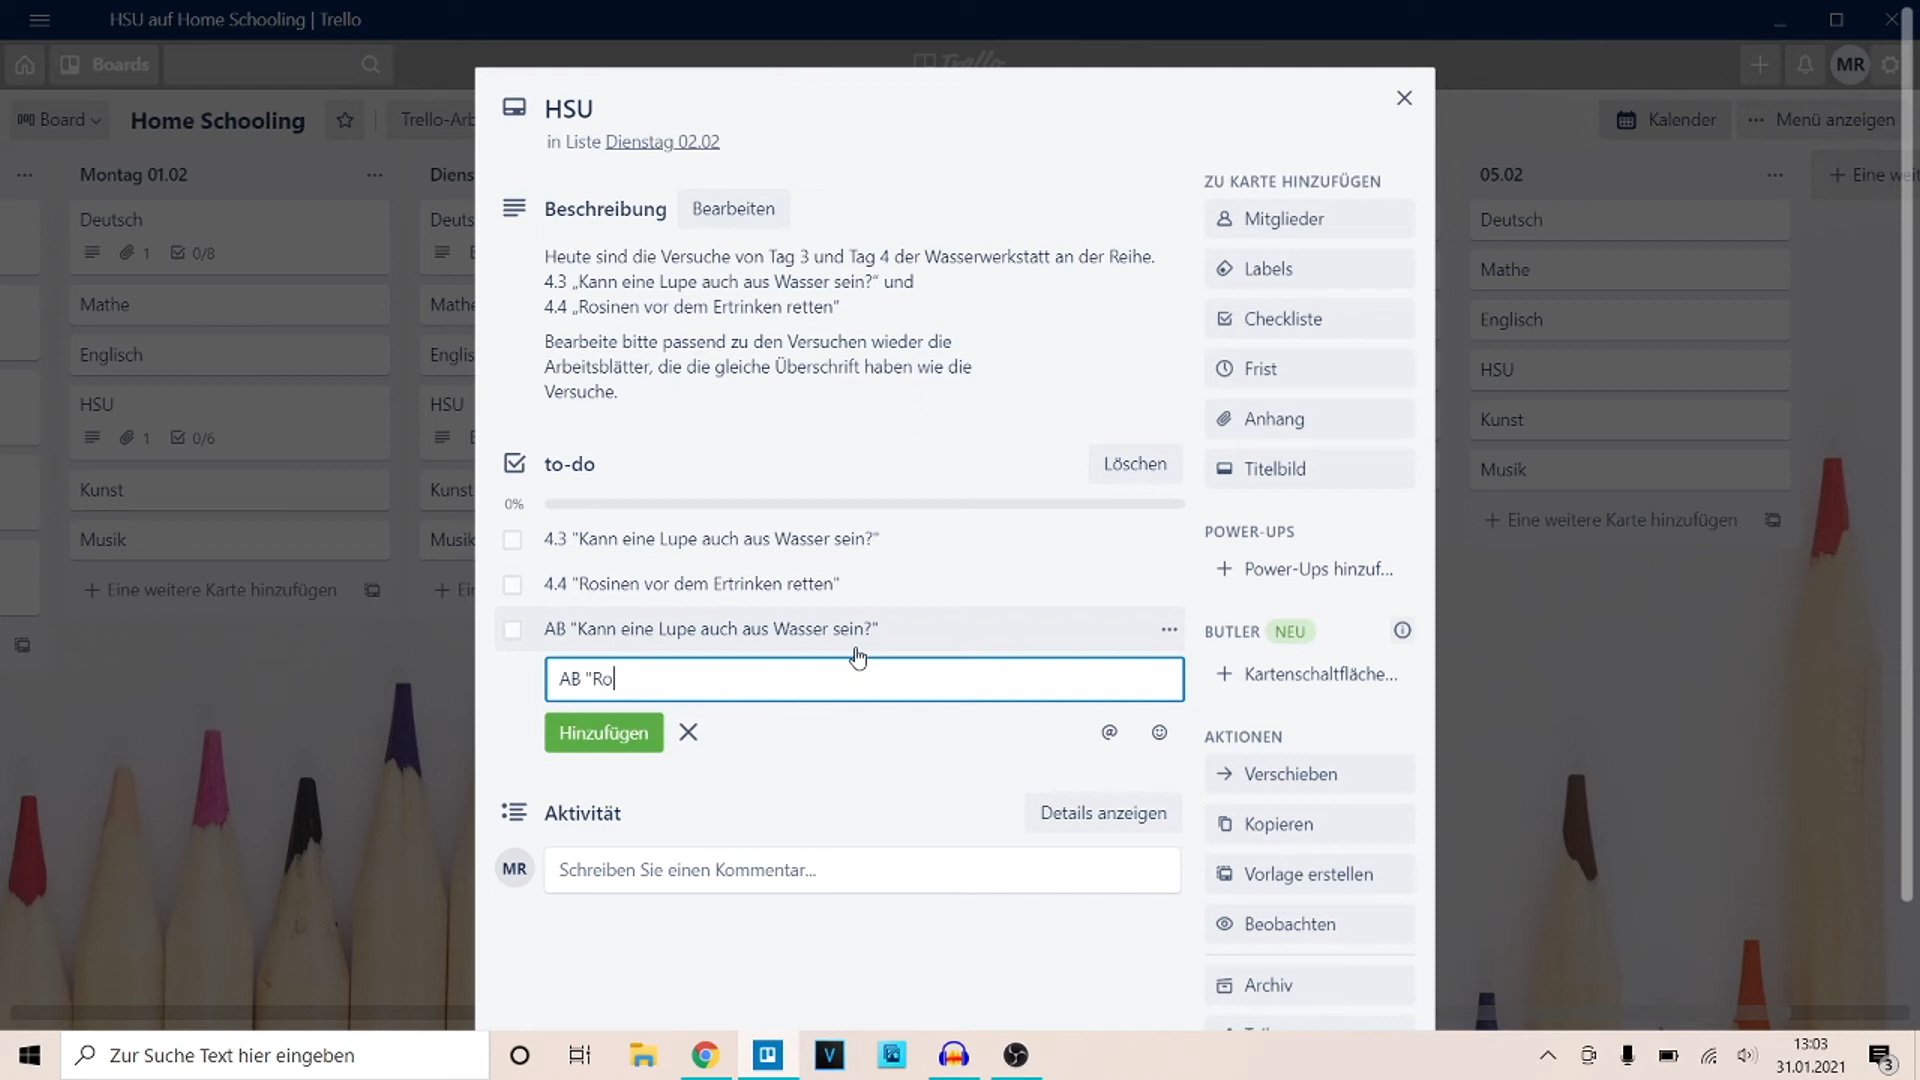 HSU auf Home Schooling | Trello
Boards
Trello
MR
Board
Home Schooling
Trello-Arb
Kalender
Menü anzeigen
Montag 01.02
Deutsch
1
0/8
Mathe
Englisch
HSU
1
0/6
Kunst
Musik
+ Eine weitere Karte hinzufügen
Diens
Deuts
Mathe
Englis
HSU
Kunst
Musik
+ Ein
05.02
+ Eine weit
Deutsch
Mathe
Englisch
HSU
Kunst
Musik
+ Eine weitere Karte hinzufügen
HSU
in Liste Dienstag 02.02
Beschreibung
Bearbeiten
Heute sind die Versuche von Tag 3 und Tag 4 der Wasserwerkstatt an der Reihe.
4.3 „Kann eine Lupe auch aus Wasser sein?“ und
4.4 „Rosinen vor dem Ertrinken retten“
Bearbeite bitte passend zu den Versuchen wieder die
Arbeitsblätter, die die gleiche Überschrift haben wie die
Versuche.
to-do
Löschen
0%
4.3 "Kann eine Lupe auch aus Wasser sein?"
4.4 "Rosinen vor dem Ertrinken retten"
AB "Kann eine Lupe auch aus Wasser sein?"
AB "Ro
Hinzufügen
Aktivität
Details anzeigen
MR
Schreiben Sie einen Kommentar...
ZU KARTE HINZUFÜGEN
Mitglieder
Labels
Checkliste
Frist
Anhang
Titelbild
POWER-UPS
+ Power-Ups hinzuf...
BUTLER NEU
+ Kartenschaltfläche...
AKTIONEN
Verschieben
Kopieren
Vorlage erstellen
Beobachten
Archiv
Zur Suche Text hier eingeben
13:03
31.01.2021
3